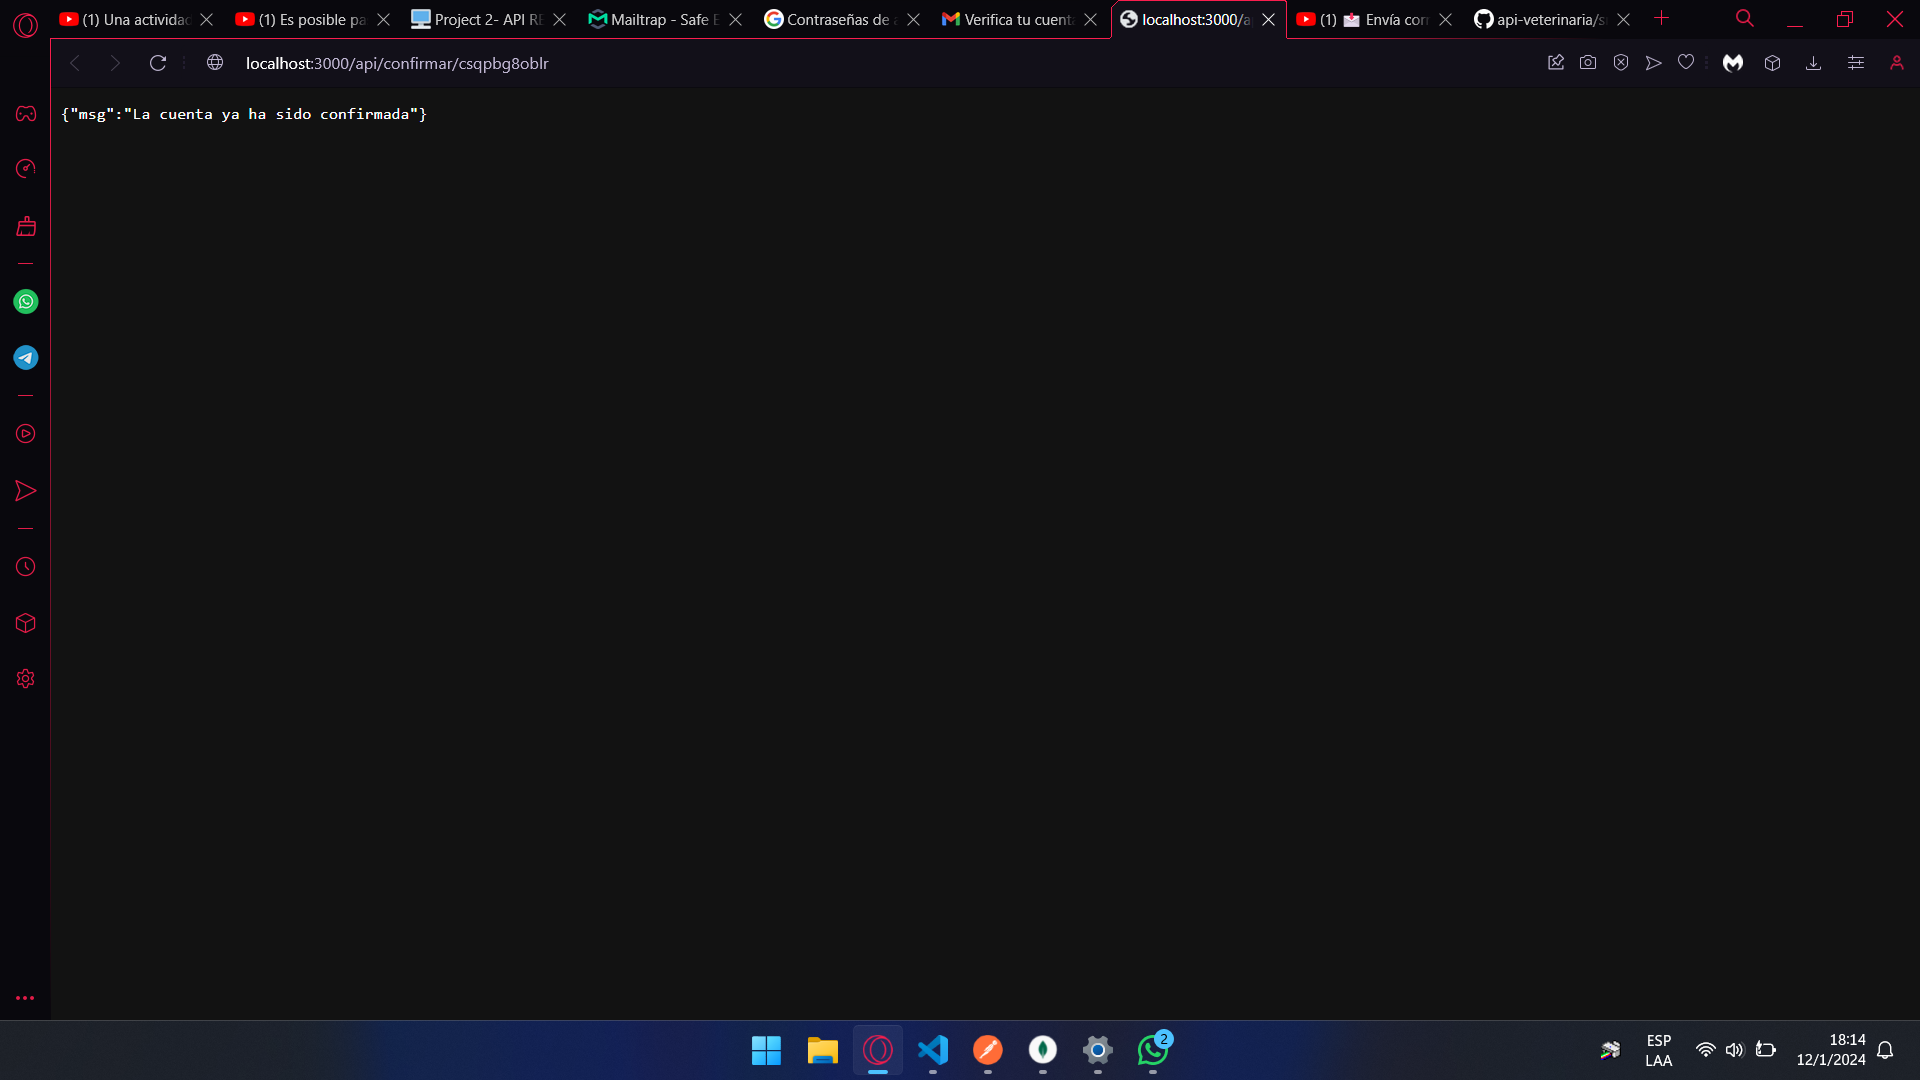 (1) Una actividad
(1) Es posible pa
Project 2- API RE
Mailtrap - Safe E
Contraseñas de a
Verifica tu cuenta
localhost:3000/a
(1) 📩 Envía cor
api-veterinaria/s
localhost:3000/api/confirmar/csqpbg8oblr
{"msg":"La cuenta ya ha sido confirmada"}
2
ESP
LAA
18:14
12/1/2024